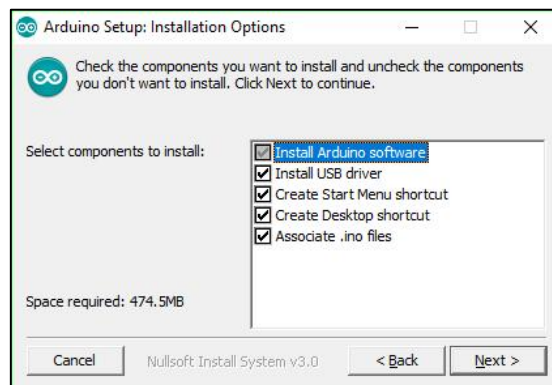 Arduino Setup: Installation Options
Check the components you want to install and uncheck the components
you don't want to install. Click Next to continue.
Select components to install:
Install Arduino software
Install USB driver
Create Start Menu shortcut
Create Desktop shortcut
Associate .ino files
Space required: 474.5MB
Cancel
Nullsoft Install System v3.0
< Back
Next >